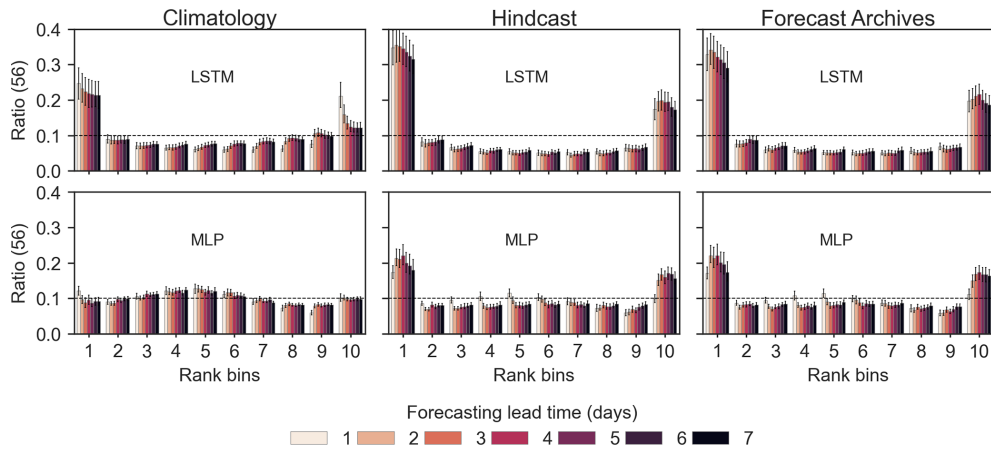 Climatology Hindcast Forecast Archives
Ratio (56)
0.4
0.3
0.2
0.1
0.0
LSTM LSTM LSTM
Ratio (56)
0.4
0.3
0.2
0.1
0.0
MLP MLP MLP
1 2 3 4 5 6 7 8 9 10 1 2 3 4 5 6 7 8 9 10 1 2 3 4 5 6 7 8 9 10
Rank bins Rank bins Rank bins
Forecasting lead time (days)
1 2 3 4 5 6 7